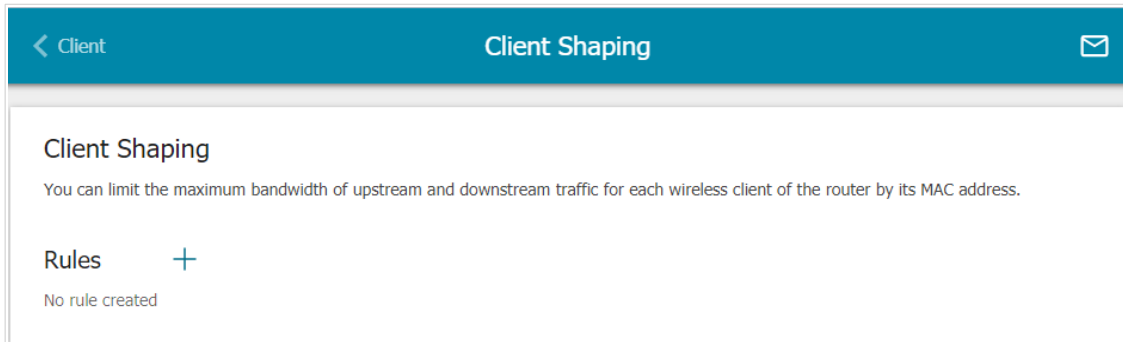 Client
Client Shaping
Client Shaping
You can limit the maximum bandwidth of upstream and downstream traffic for each wireless client of the router by its MAC address.
Rules
No rule created